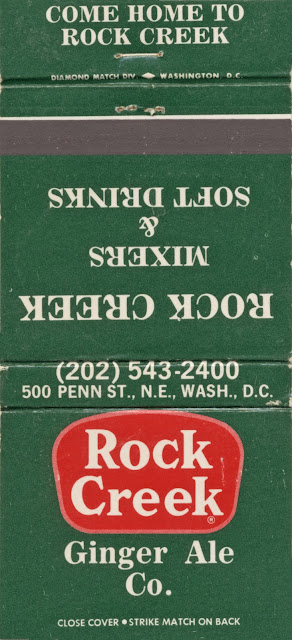 COME HOME TO
ROCK CREEK
DIAMOND MATCH DIV ◆ WASHINGTON, D.C.
ROCK CREEK
MIXERS
&
SOFT DRINKS
(202) 543-2400
500 PENN ST., N.E., WASH., D.C.
Rock
Creek®
Ginger Ale
Co.
CLOSE COVER • STRIKE MATCH ON BACK